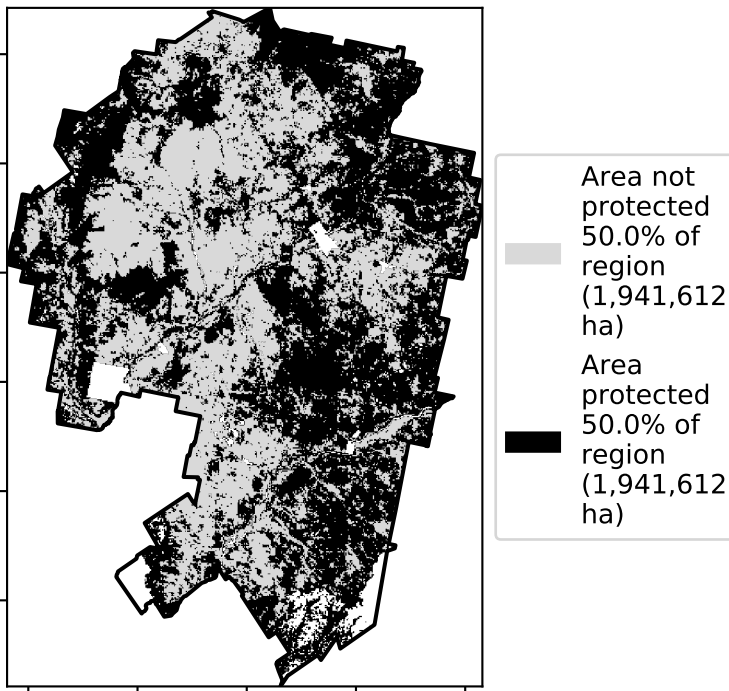 Area not
protected
50.0% of
region
(1,941,612
ha)
Area
protected
50.0% of
region
(1,941,612
ha)